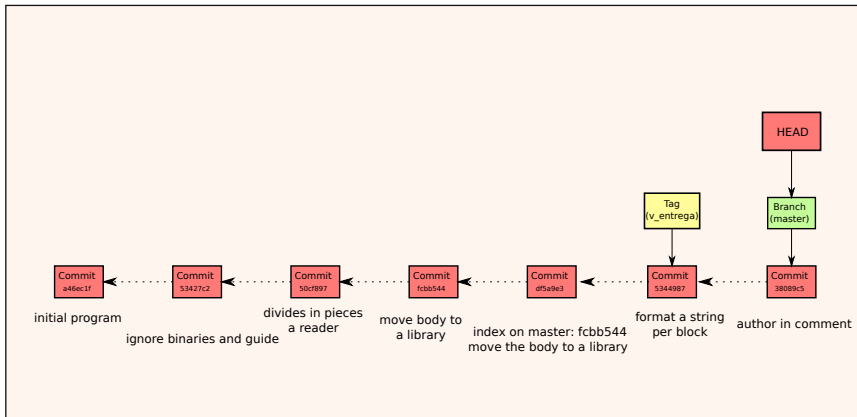 HEAD
Tag
(v_entrega)
Branch
(master)
Commit
a46ec1f
Commit
53427c2
Commit
50cf897
Commit
fcbb544
Commit
df5a9e3
Commit
5344987
Commit
38089c5
initial program
ignore binaries and guide
divides in pieces
a reader
move body to
a library
index on master: fcbb544
move the body to a library
format a string
per block
author in comment